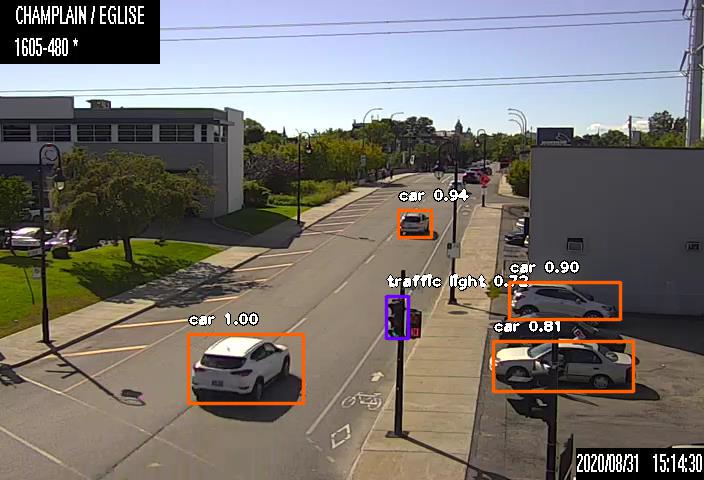 CHAMPLAIN / EGLISE
1605-480 *
car 0.94
car 0.90
traffic light 0.72
car 1.00
car 0.81
2020/08/31 15:14:30